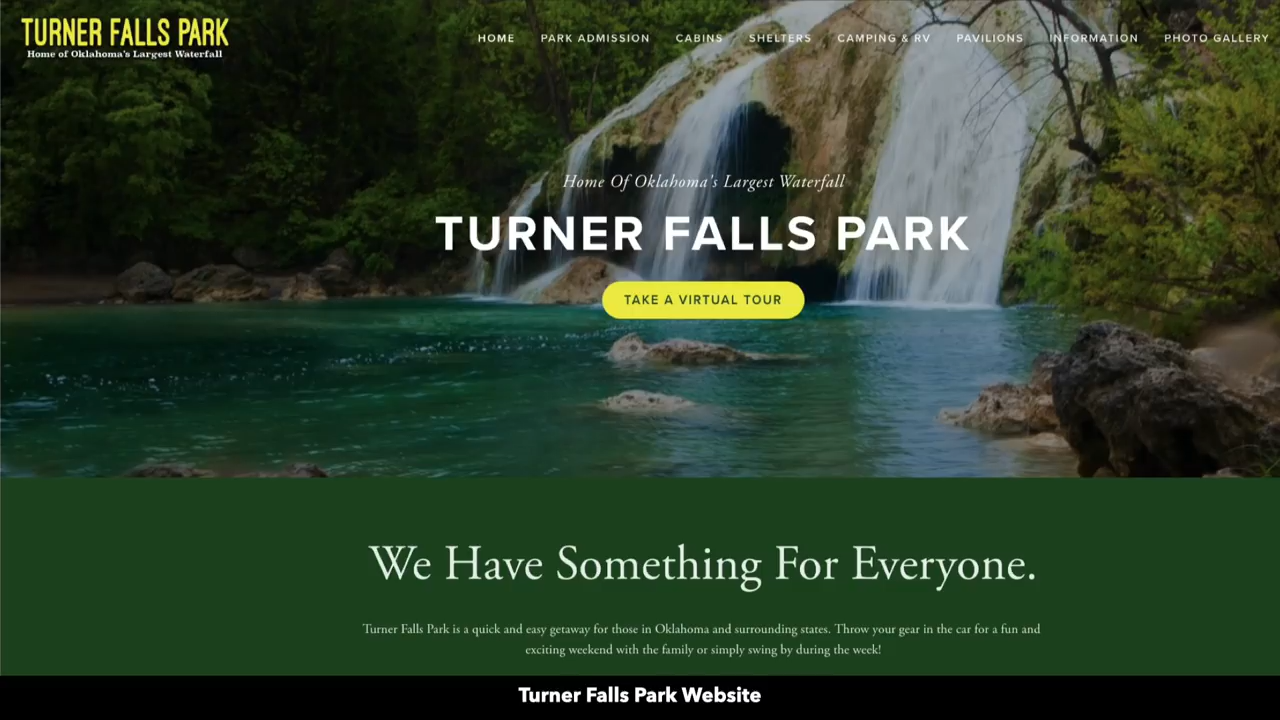 TURNER FALLS PARK
Home of Oklahoma's Largest Waterfall
HOME PARK ADMISSION CABINS SHELTERS CAMPING & RV PAVILIONS INFORMATION PHOTO GALLERY
Home Of Oklahoma's Largest Waterfall
TURNER FALLS PARK
TAKE A VIRTUAL TOUR
We Have Something For Everyone.
Turner Falls Park is a quick and easy getaway for those in Oklahoma and surrounding states. Throw your gear in the car for a fun and
exciting weekend with the family or simply swing by during the week!
Turner Falls Park Website